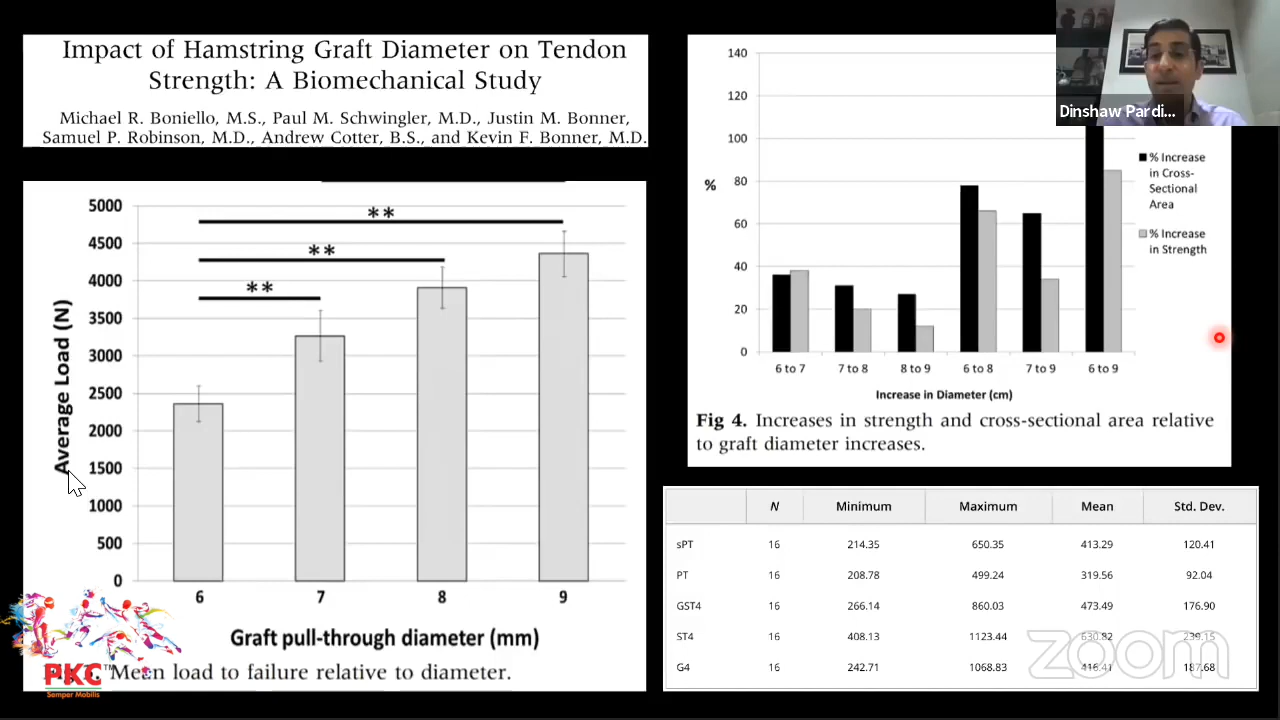 Impact of Hamstring Graft Diameter on Tendon
Strength: A Biomechanical Study
Michael R. Boniello, M.S., Paul M. Schwingler, M.D., Justin M. Bonner,
Samuel P. Robinson, M.D., Andrew Cotter, B.S., and Kevin F. Bonner, M.D.
Average Load (N)
5000
4500
4000
3500
3000
2500
2000
1500
1000
500
0
**
**
**
6 7 8 9
Graft pull-through diameter (mm)
Mean load to failure relative to diameter.
PKC™
Semper Mobilis
Dinshaw Pardi...
%
140
120
100
80
60
40
20
0
% Increase
in Cross-
Sectional
Area
% Increase
in Strength
6 to 7 7 to 8 8 to 9 6 to 8 7 to 9 6 to 9
Increase in Diameter (cm)
Fig 4. Increases in strength and cross-sectional area relative
to graft diameter increases.
N Minimum Maximum Mean Std. Dev.
sPT 16 214.35 650.35 413.29 120.41
PT 16 208.78 499.24 319.56 92.04
GST4 16 266.14 860.03 473.49 176.90
ST4 16 408.13 1123.44 630.82 239.15
G4 16 242.71 1068.83 416.41 187.68
zoom